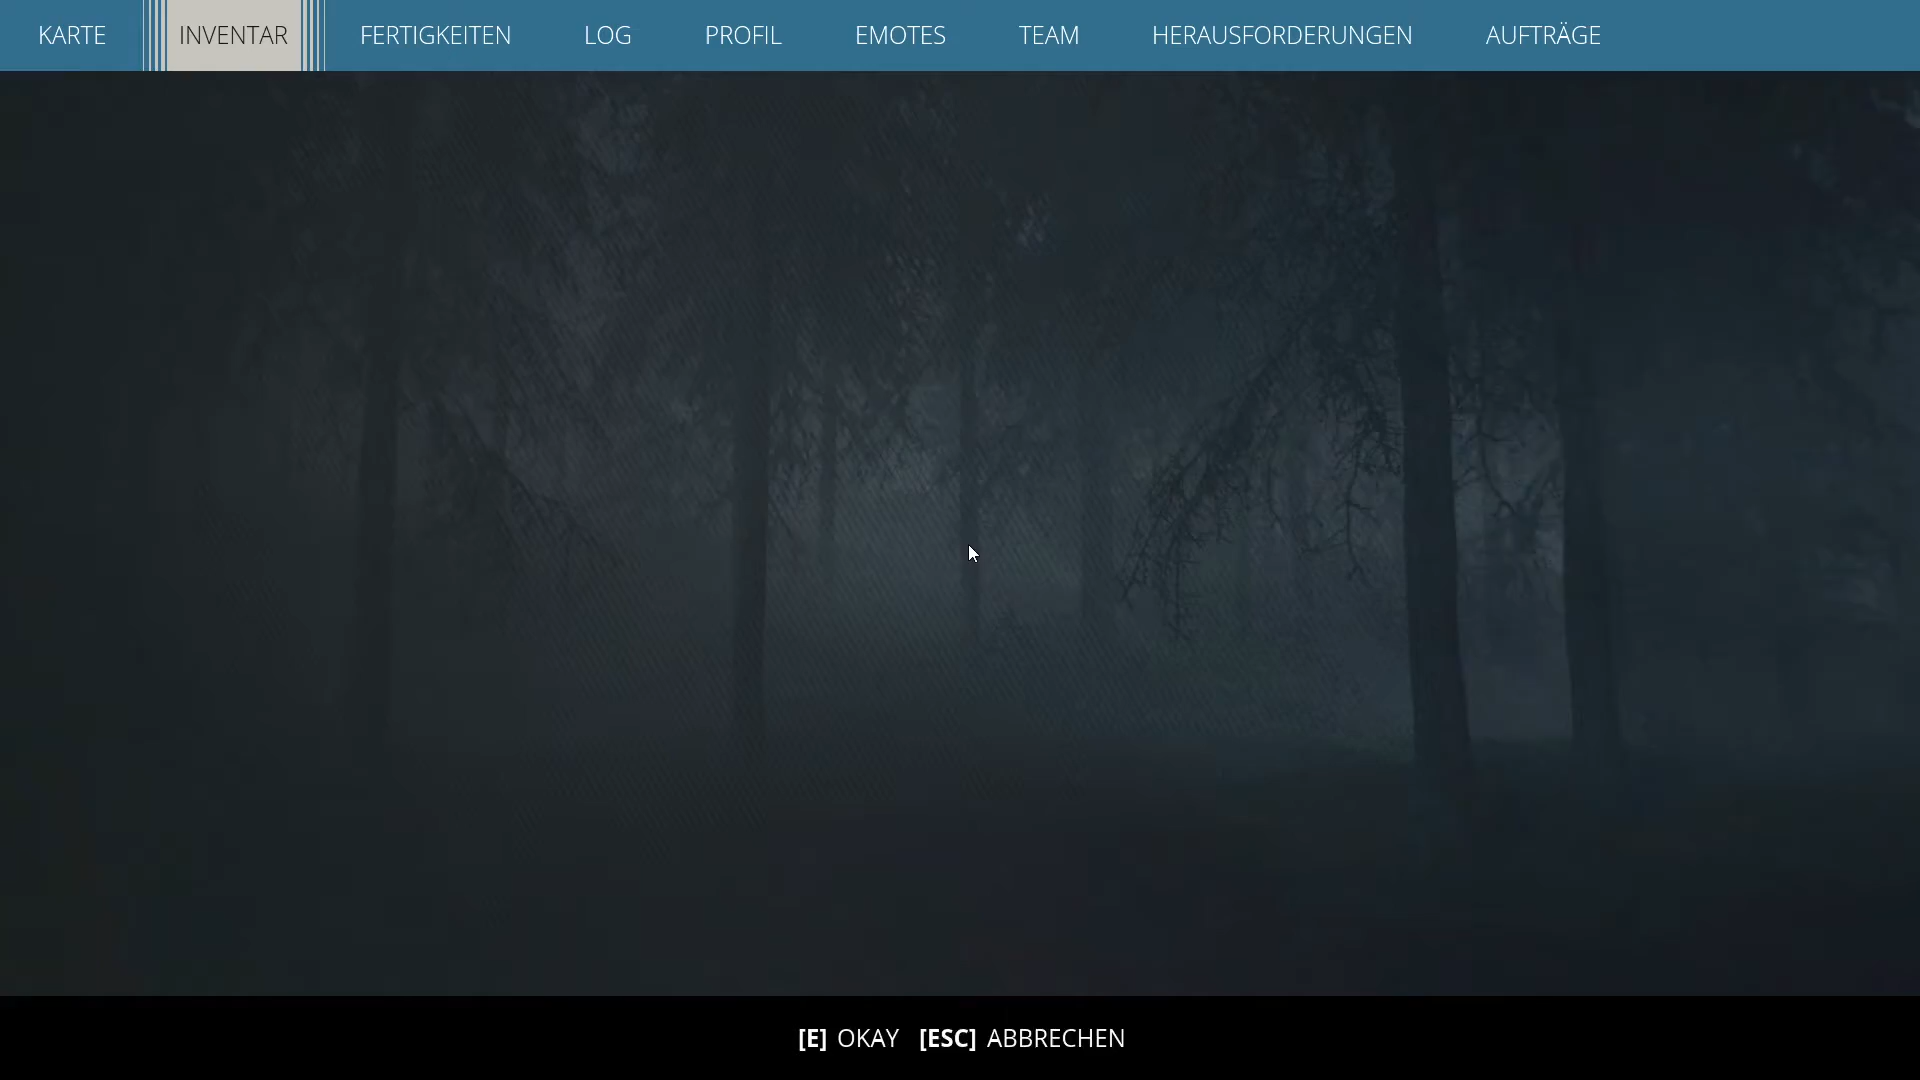 KARTE INVENTAR FERTIGKEITEN LOG PROFIL EMOTES TEAM HERAUSFORDERUNGEN AUFTRÄGE
[E] OKAY [ESC] ABBRECHEN